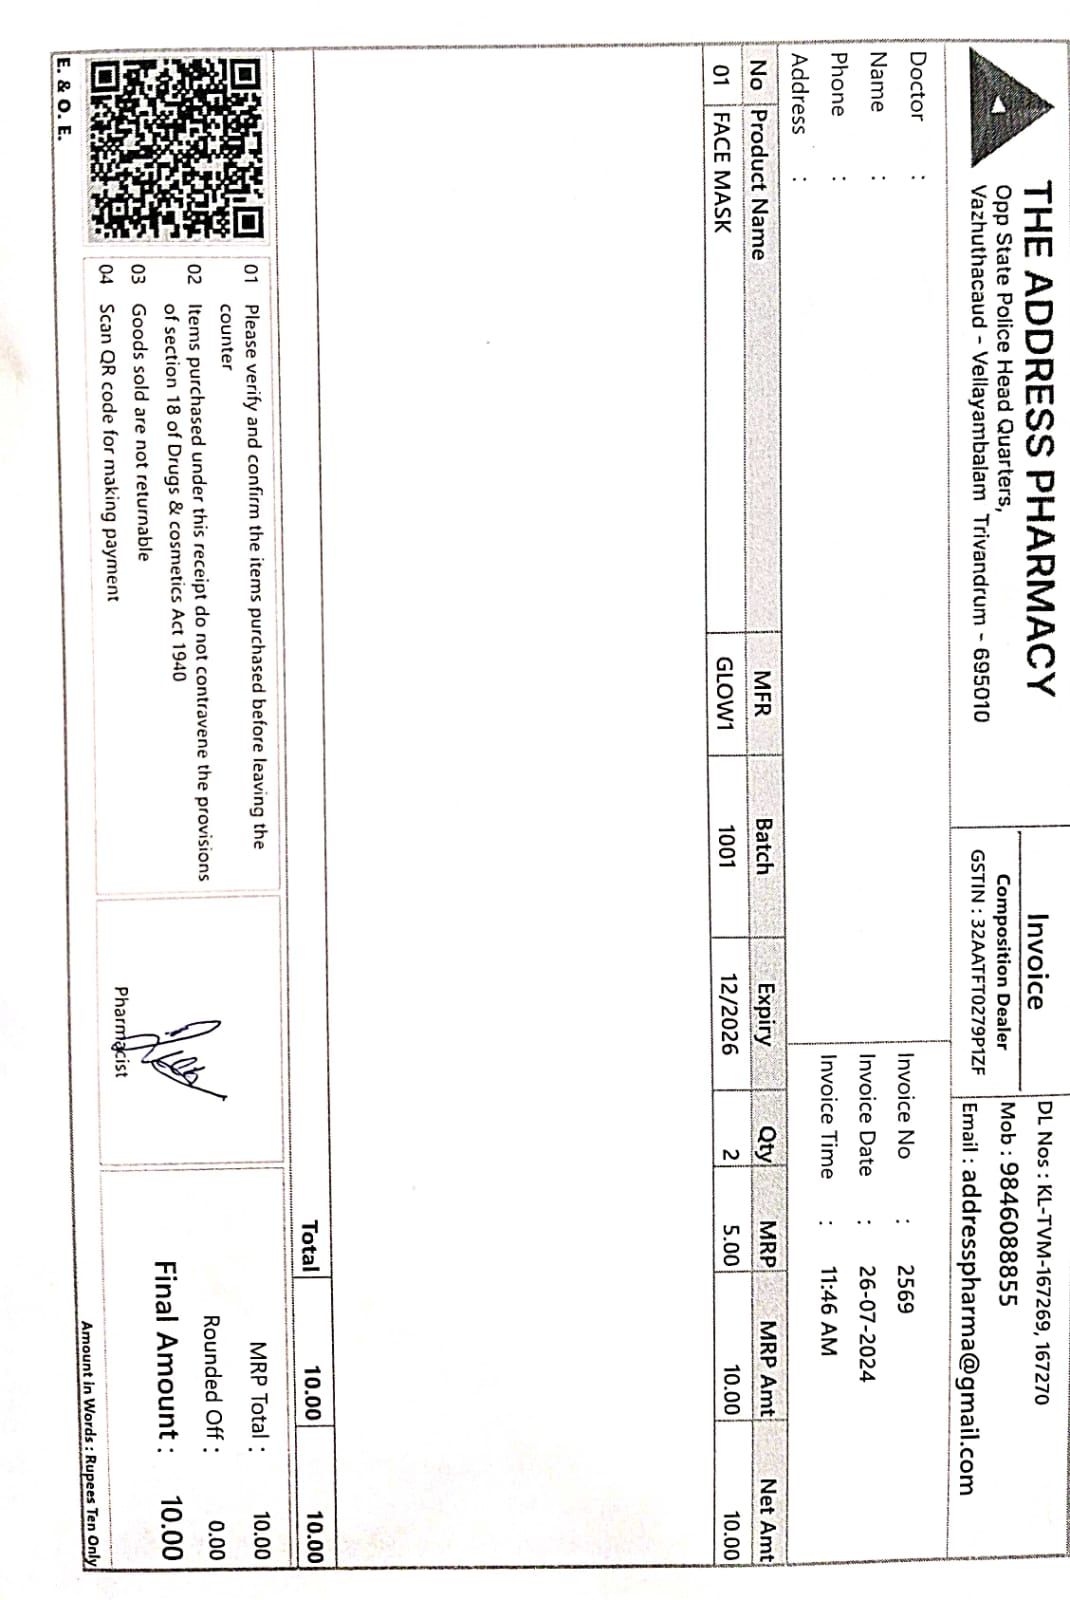 THE ADDRESS PHARMACY
Opp State Police Head Quarters,
Vazhuthacaud - Vellayambalam Trivandrum - 695010
Invoice
Composition Dealer
GSTIN : 32AATFT0279P1ZF
DL Nos : KL-TVM-167269, 167270
Mob : 9846088855
Email : addresspharma@gmail.com
Doctor :
Name :
Phone :
Address :
Invoice No : 2569
Invoice Date : 26-07-2024
Invoice Time : 11:46 AM
No Product Name MFR Batch Expiry Qty MRP MRP Amt Net Amt
01 FACE MASK GLOW1 1001 12/2026 2 5.00 10.00 10.00
Total 10.00 10.00
01 Please verify and confirm the items purchased before leaving the
counter
02 Items purchased under this receipt do not contravene the provisions
of section 18 of Drugs & cosmetics Act 1940
03 Goods sold are not returnable
04 Scan QR code for making payment
Pharmacist
MRP Total : 10.00
Rounded Off : 0.00
Final Amount : 10.00
Amount in Words : Rupees Ten Only
E. & O. E.